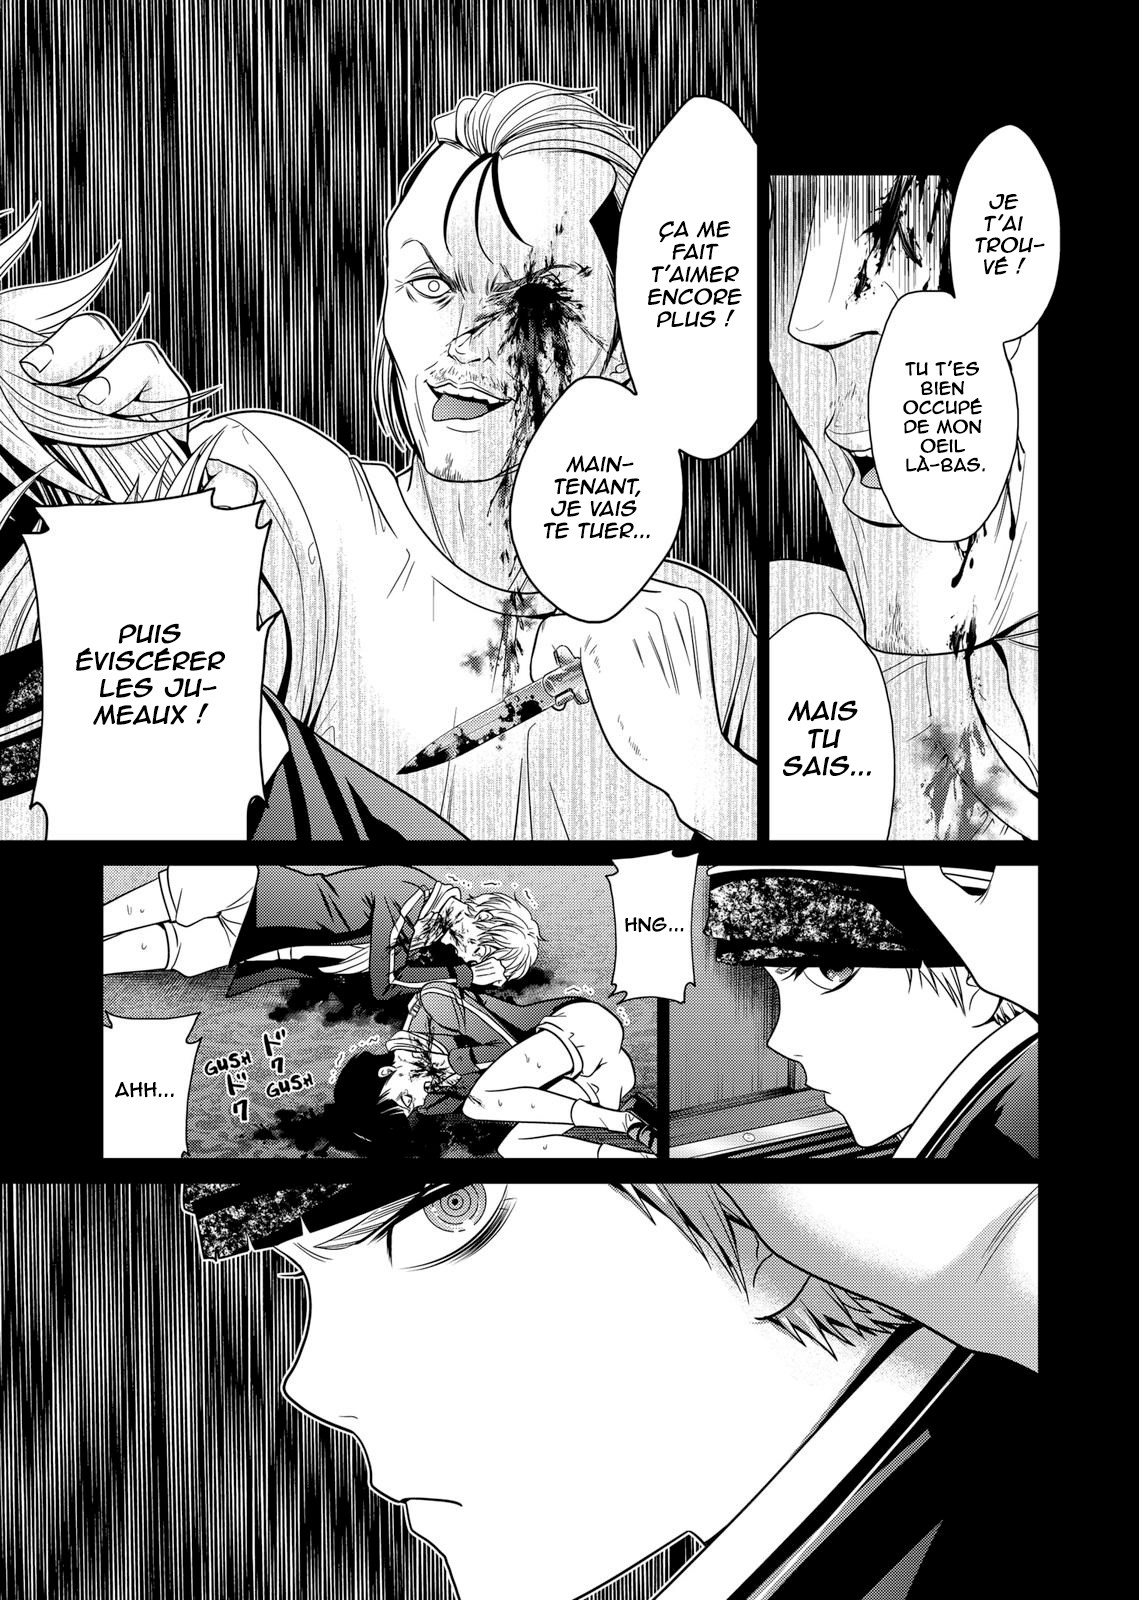 JE
T'AI
TROU-
VÉ !
TU T'ES
BIEN
OCCUPÉ
DE MON
OEIL
LÀ-BAS.
MAIS
TU
SAIS...
ÇA ME
FAIT
T'AIMER
ENCORE
PLUS !
MAIN-
TENANT,
JE VAIS
TE TUER...
PUIS
ÉVISCÉRER
LES JU-
MEAUX !
HNG...
ドクッ
GUSH
ドクッ
GUSH
AHH...